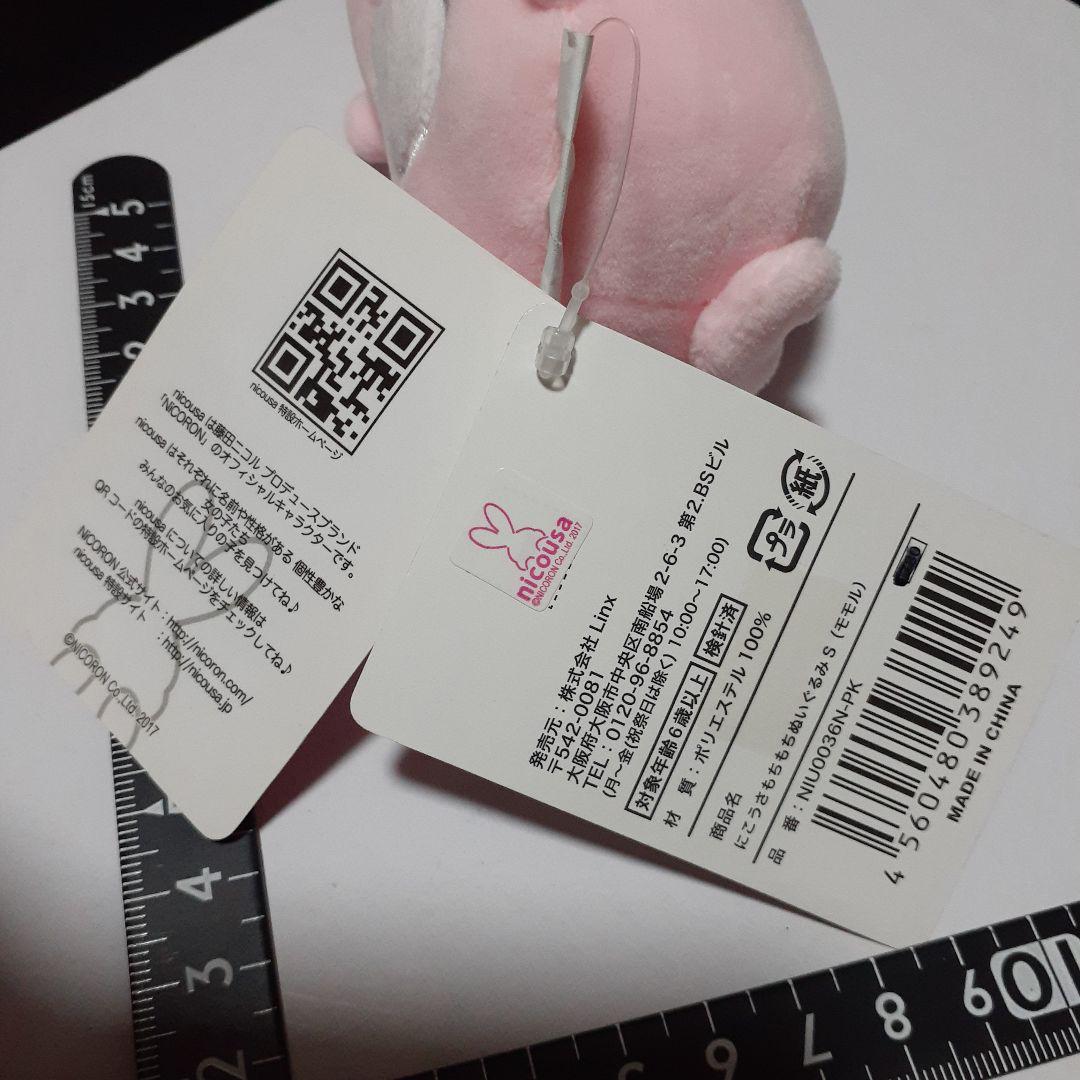 nicousa 特設ホームページ
nicousa は藤田ニコル プロデュースブランド
「NiCORON」のオフィシャルキャラクターです。
nicousa はそれぞれに名前や性格がある 個性豊かな
女の子たち
みんなのお気に入りの子を見つけてね♪
nicousa についての詳しい情報は
QR コードの特設ホームページをチェックしてね♪
NiCORON 公式サイト：http://nicoron.com/
nicousa 特設サイト ：http://nicousa.jp
©NiCORON Co.,Ltd. 2017
nicousa
©NiCORON Co.,Ltd. 2017
発売元：株式会社 Linx
〒542-0081
大阪府大阪市中央区南船場2-6-3 第2.BSビル
TEL：0120-96-8854
(月～金(祝祭日は除く) 10:00～17:00)
対象年齢6歳以上 検針済
プラ
紙
材 質：ポリエステル 100%
商品名
にこうさもちもちぬいぐるみ S (モモル)
品 番：NIU0036N-PK
4 560480 389249
MADE IN CHINA
15cm
5
4
3
4
3
2
6
7
8
9
10